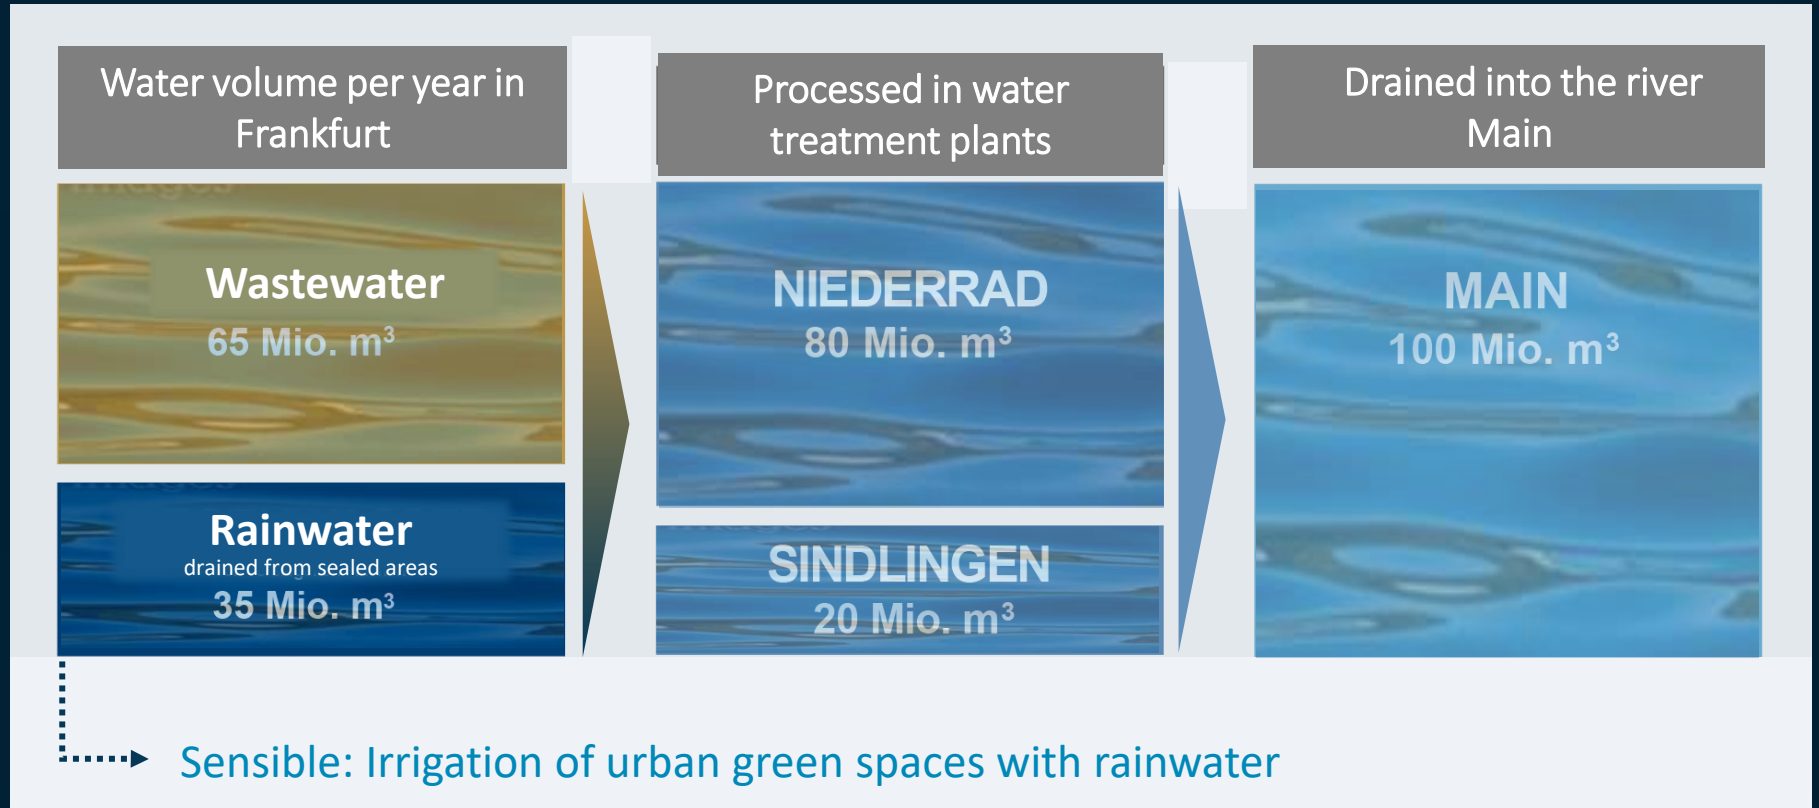 Water volume per year in
Frankfurt
Processed in water
treatment plants
Drained into the river
Main
images
Wastewater
65 Mio. m³
Rainwater
drained from sealed areas
35 Mio. m³
NIEDERRAD
80 Mio. m³
SINDLINGEN
20 Mio. m³
MAIN
100 Mio. m³
Sensible: Irrigation of urban green spaces with rainwater